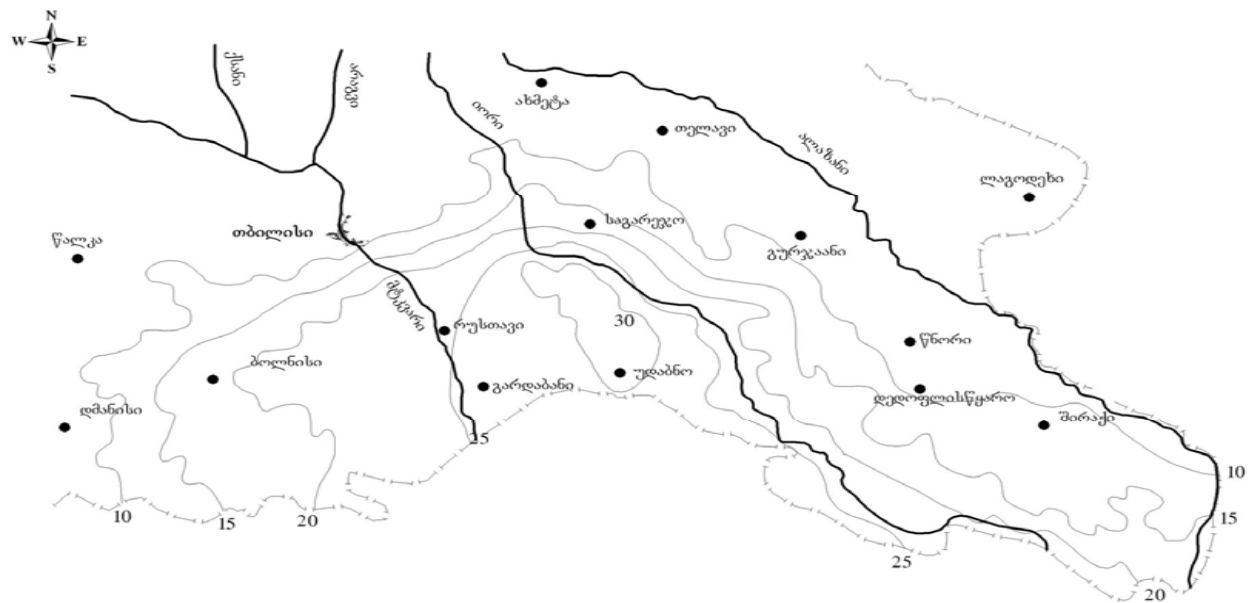 N
W E
S
ქსანი
არაგვი
იორი
ახმეტა
თელავი
ალაზანი
ლაგოდეხი
საგარეჯო
თბილისი
წალკა
გურჯაანი
მტკვარი
რუსთავი
30
წნორი
ბოლნისი
უდაბნო
გარდაბანი
დედოფლისწყარო
შირაქი
დმანისი
25
10
10
15
20
15
25
20